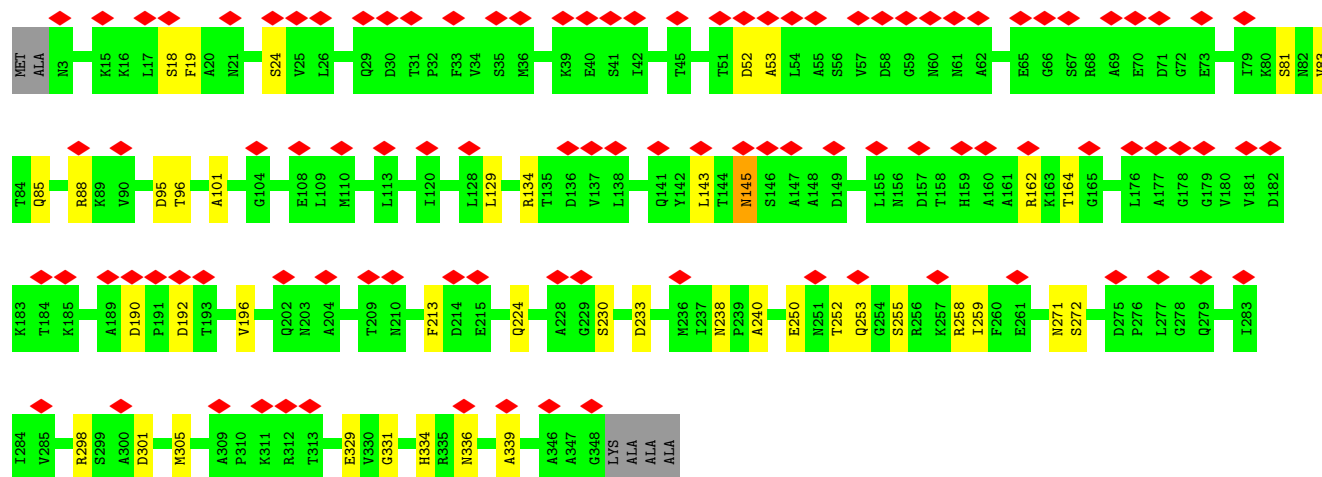 MET ALA N3 K15 K16 L17 S18 F19 A20 N21 S24 V25 L26 Q29 D30 T31 P32 F33 V34 S35 M36 K39 E40 S41 I42 T45 T51 D52 A53 L54 A55 S56 V57 D58 G59 N60 N61 A62 E65 G66 S67 R68 A69 E70 D71 G72 E73 I79 K80 S81 N82 V83
T84 Q85 R88 K89 V90 D95 T96 A101 G104 E108 L109 M110 L113 I120 L128 L129 R134 T135 D136 V137 L138 Q141 Y142 L143 T144 N145 S146 A147 A148 D149 L155 N156 D157 T158 H159 A160 A161 R162 K163 T164 G165 L176 A177 G178 G179 V180 V181 D182
K183 T184 K185 A189 D190 P191 D192 T193 V196 Q202 N203 A204 T209 N210 F213 D214 E215 Q224 A228 G229 S230 D233 M236 I237 N238 P239 A240 E250 N251 T252 Q253 G254 S255 R256 K257 R258 I259 F260 E261 N271 S272 D275 P276 L277 G278 Q279 I283
I284 V285 R298 S299 A300 D301 M305 A309 P310 K311 R312 T313 E329 V330 G331 H334 R335 N336 A339 A346 A347 G348 LYS ALA ALA ALA